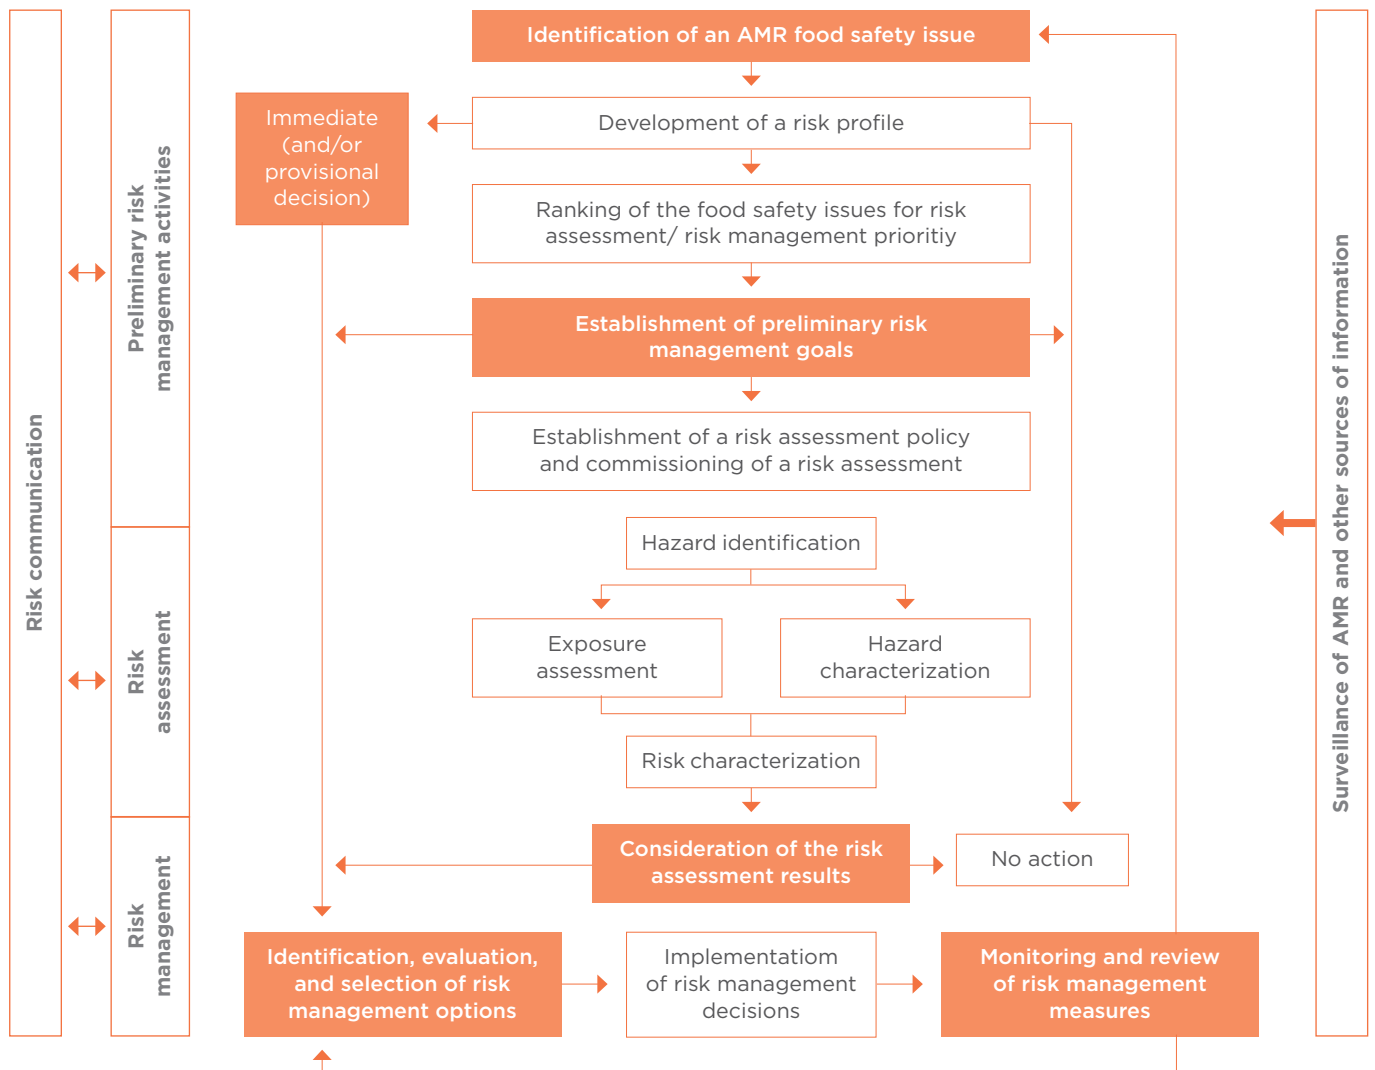 Identification of an AMR food safety issue
Immediate
(and/or
provisional
decision)
Development of a risk profile
Ranking of the food safety issues for risk
assessment/ risk management prioritiy
Establishment of preliminary risk
management goals
Establishment of a risk assessment policy
and commissioning of a risk assessment
Hazard identification
Exposure
assessment
Hazard
characterization
Risk characterization
Consideration of the risk
assessment results
No action
Identification, evaluation,
and selection of risk
management options
Implementatiom
of risk management
decisions
Monitoring and review
of risk management
measures
Risk communication
Preliminary risk
management activities
Risk
assessment
Risk
management
Surveillance of AMR and other sources of information